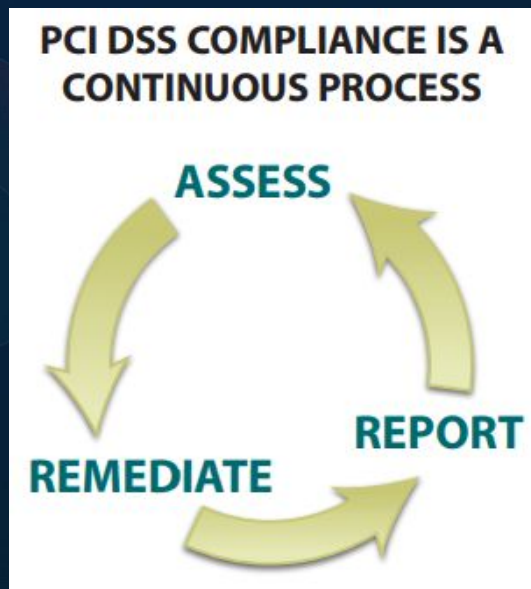 PCI DSS COMPLIANCE IS A
CONTINUOUS PROCESS
ASSESS
REPORT
REMEDIATE